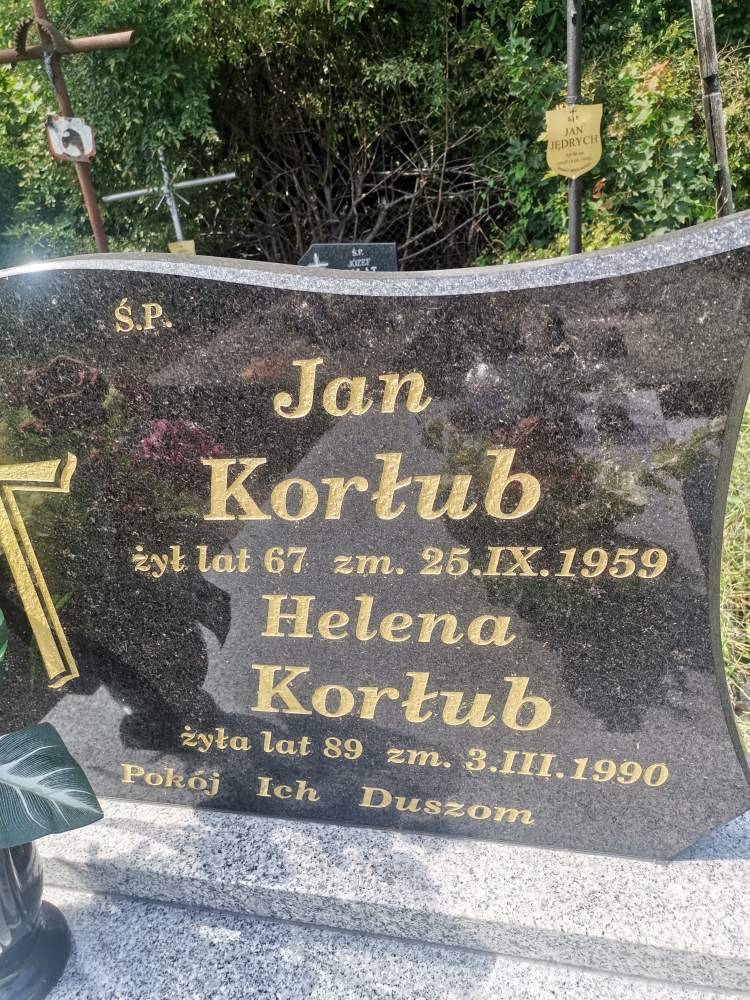 Ś.P.
JAN
JĘDRYCH
Ś.P.
JÓZEF
Ś.P.
Jan
Korłub
żył lat 67 zm. 25.IX.1959
Helena
Korłub
żyła lat 89 zm. 3.III.1990
Pokój Ich Duszom